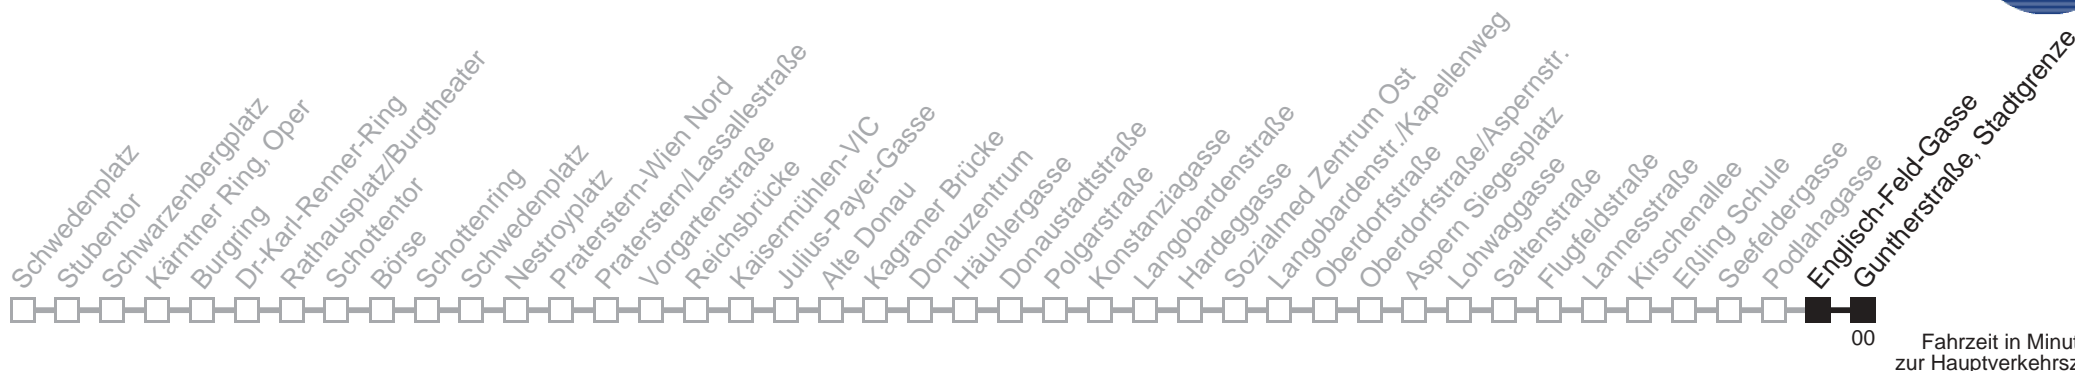 Schwedenplatz
Stubentor
Schwarzenbergplatz
Kärntner Ring, Oper
Burgring
Dr-Karl-Renner-Ring
Rathausplatz/Burgtheater
Schottentor
Börse
Schottenring
Schwedenplatz
Nestroyplatz
Praterstern-Wien Nord
Praterstern/Lassallestraße
Vorgartenstraße
Reichsbrücke
Kaisermühlen-VIC
Julius-Payer-Gasse
Alte Donau
Kagraner Brücke
Donauzentrum
Häußlergasse
Donaustadtstraße
Polgarstraße
Konstanziagasse
Langobardenstraße
Hardeggasse
Sozialmed Zentrum Ost
Langobardenstr./Kapellenweg
Oberdorfstraße
Oberdorfstraße/Aspernstr.
Aspern Siegesplatz
Lohwaggasse
Saltenstraße
Flugfeldstraße
Lannesstraße
Kirschenallee
Eßling Schule
Seefeldergasse
Podlahagasse
Englisch-Feld-Gasse
Guntherstraße, Stadtgrenze
00
Fahrzeit in Minut
zur Hauptverkehrsz